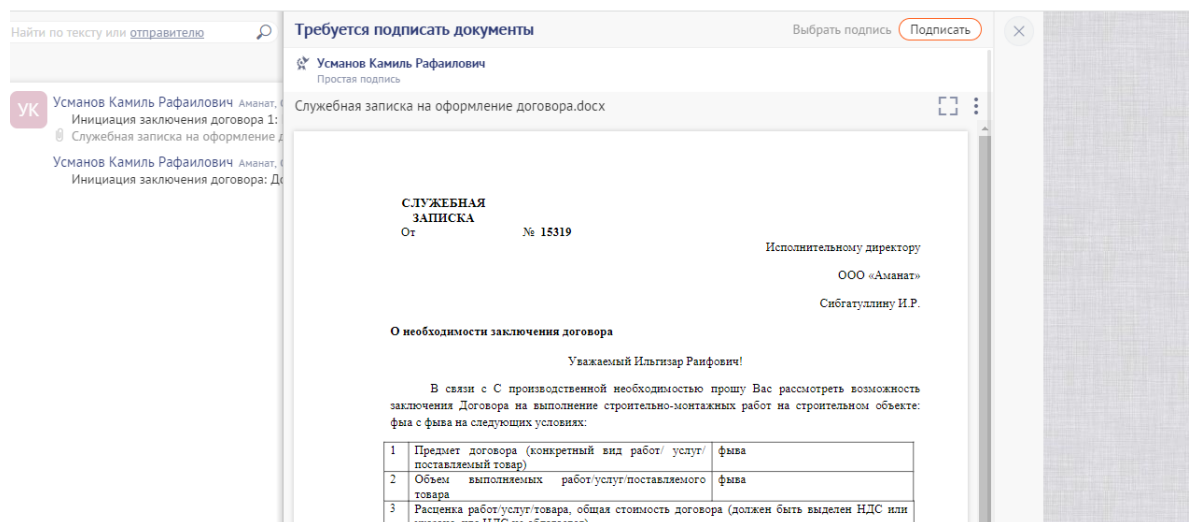 Найти по тексту или отправителю
Требуется подписать документы
Выбрать подпись
Подписать
Усманов Камиль Рафаилович
Простая подпись
УК
Усманов Камиль Рафаилович Аманат,
Инициация заключения договора 1:
Служебная записка на оформление
Усманов Камиль Рафаилович Аманат,
Инициация заключения договора:
Служебная записка на оформление договора.docx
СЛУЖЕБНАЯ
ЗАПИСКА
От № 15319
Исполнительному директору
ООО «Аманат»
Сибгатуллину И.Р.
О необходимости заключения договора
Уважаемый Ильгизар Раифович!
В связи с С производственной необходимостью прошу Вас рассмотреть возможность
заключения Договора на выполнение строительно-монтажных работ на строительном объекте:
фыа с фыва на следующих условиях:
1 Предмет договора (конкретный вид работ/ услуг/ фыва
поставляемый товар)
2 Объем выполняемых работ/услуг/поставляемого фыва
товара
3 Расценка работ/услуг/товара, общая стоимость договора (должен быть выделен НДС или